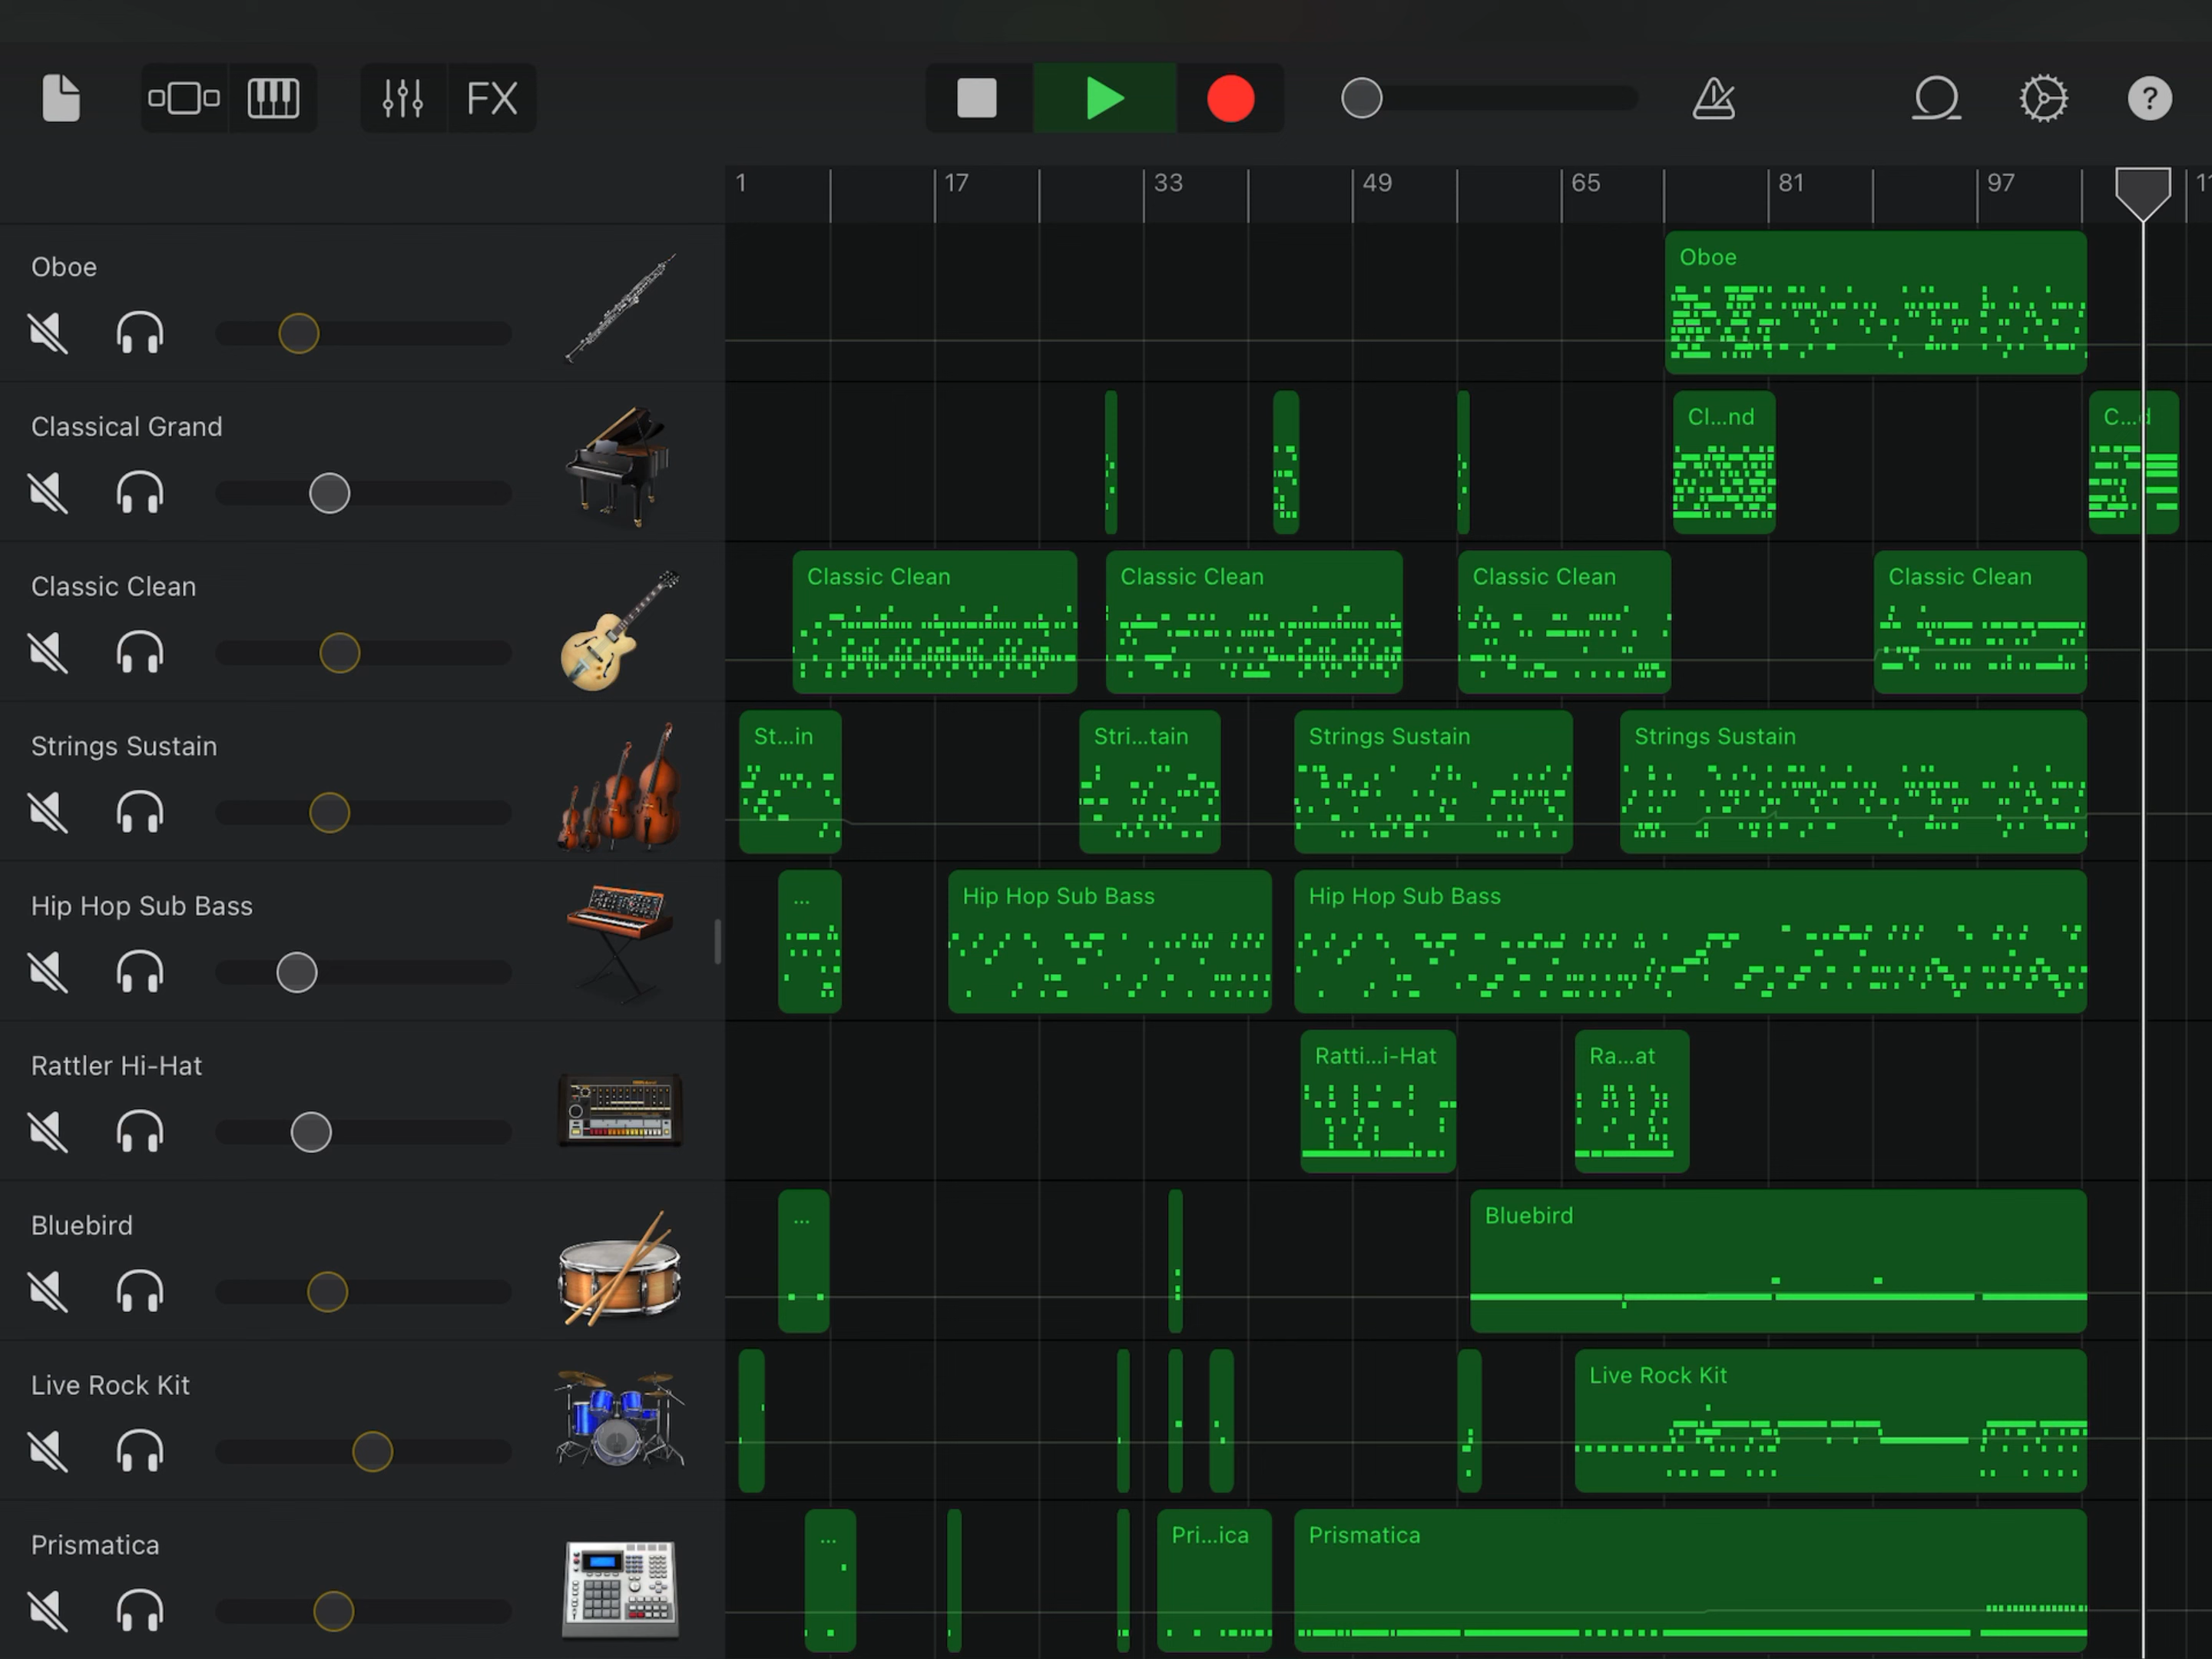 FX
?
1 17 33 49 65 81 97
Oboe
Oboe
Classical Grand
Cl...nd
C...d
Classic Clean
Classic Clean
Classic Clean
Classic Clean
Classic Clean
Strings Sustain
St...in
Stri...tain
Strings Sustain
Strings Sustain
Hip Hop Sub Bass
...
Hip Hop Sub Bass
Hip Hop Sub Bass
Rattler Hi-Hat
Ratt...i-Hat
Ra...at
Bluebird
...
Bluebird
Live Rock Kit
Live Rock Kit
Prismatica
...
Pri...ica
Prismatica